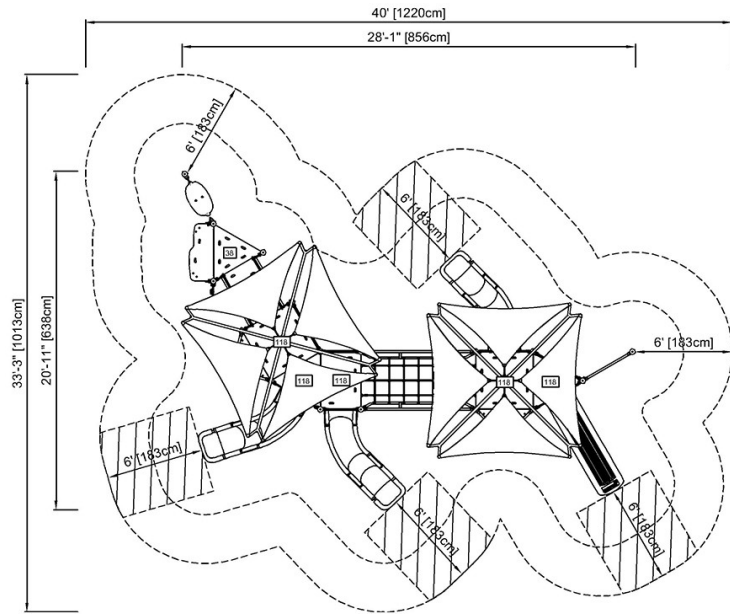 40' [1220cm]
28'-1" [856cm]
6' [183cm]
6' [183cm]
33'-3" [1013cm]
20'-11" [638cm]
38
118
6' [183cm]
118
118
118
118
6' [183cm]
6' [183cm]
6' [183cm]